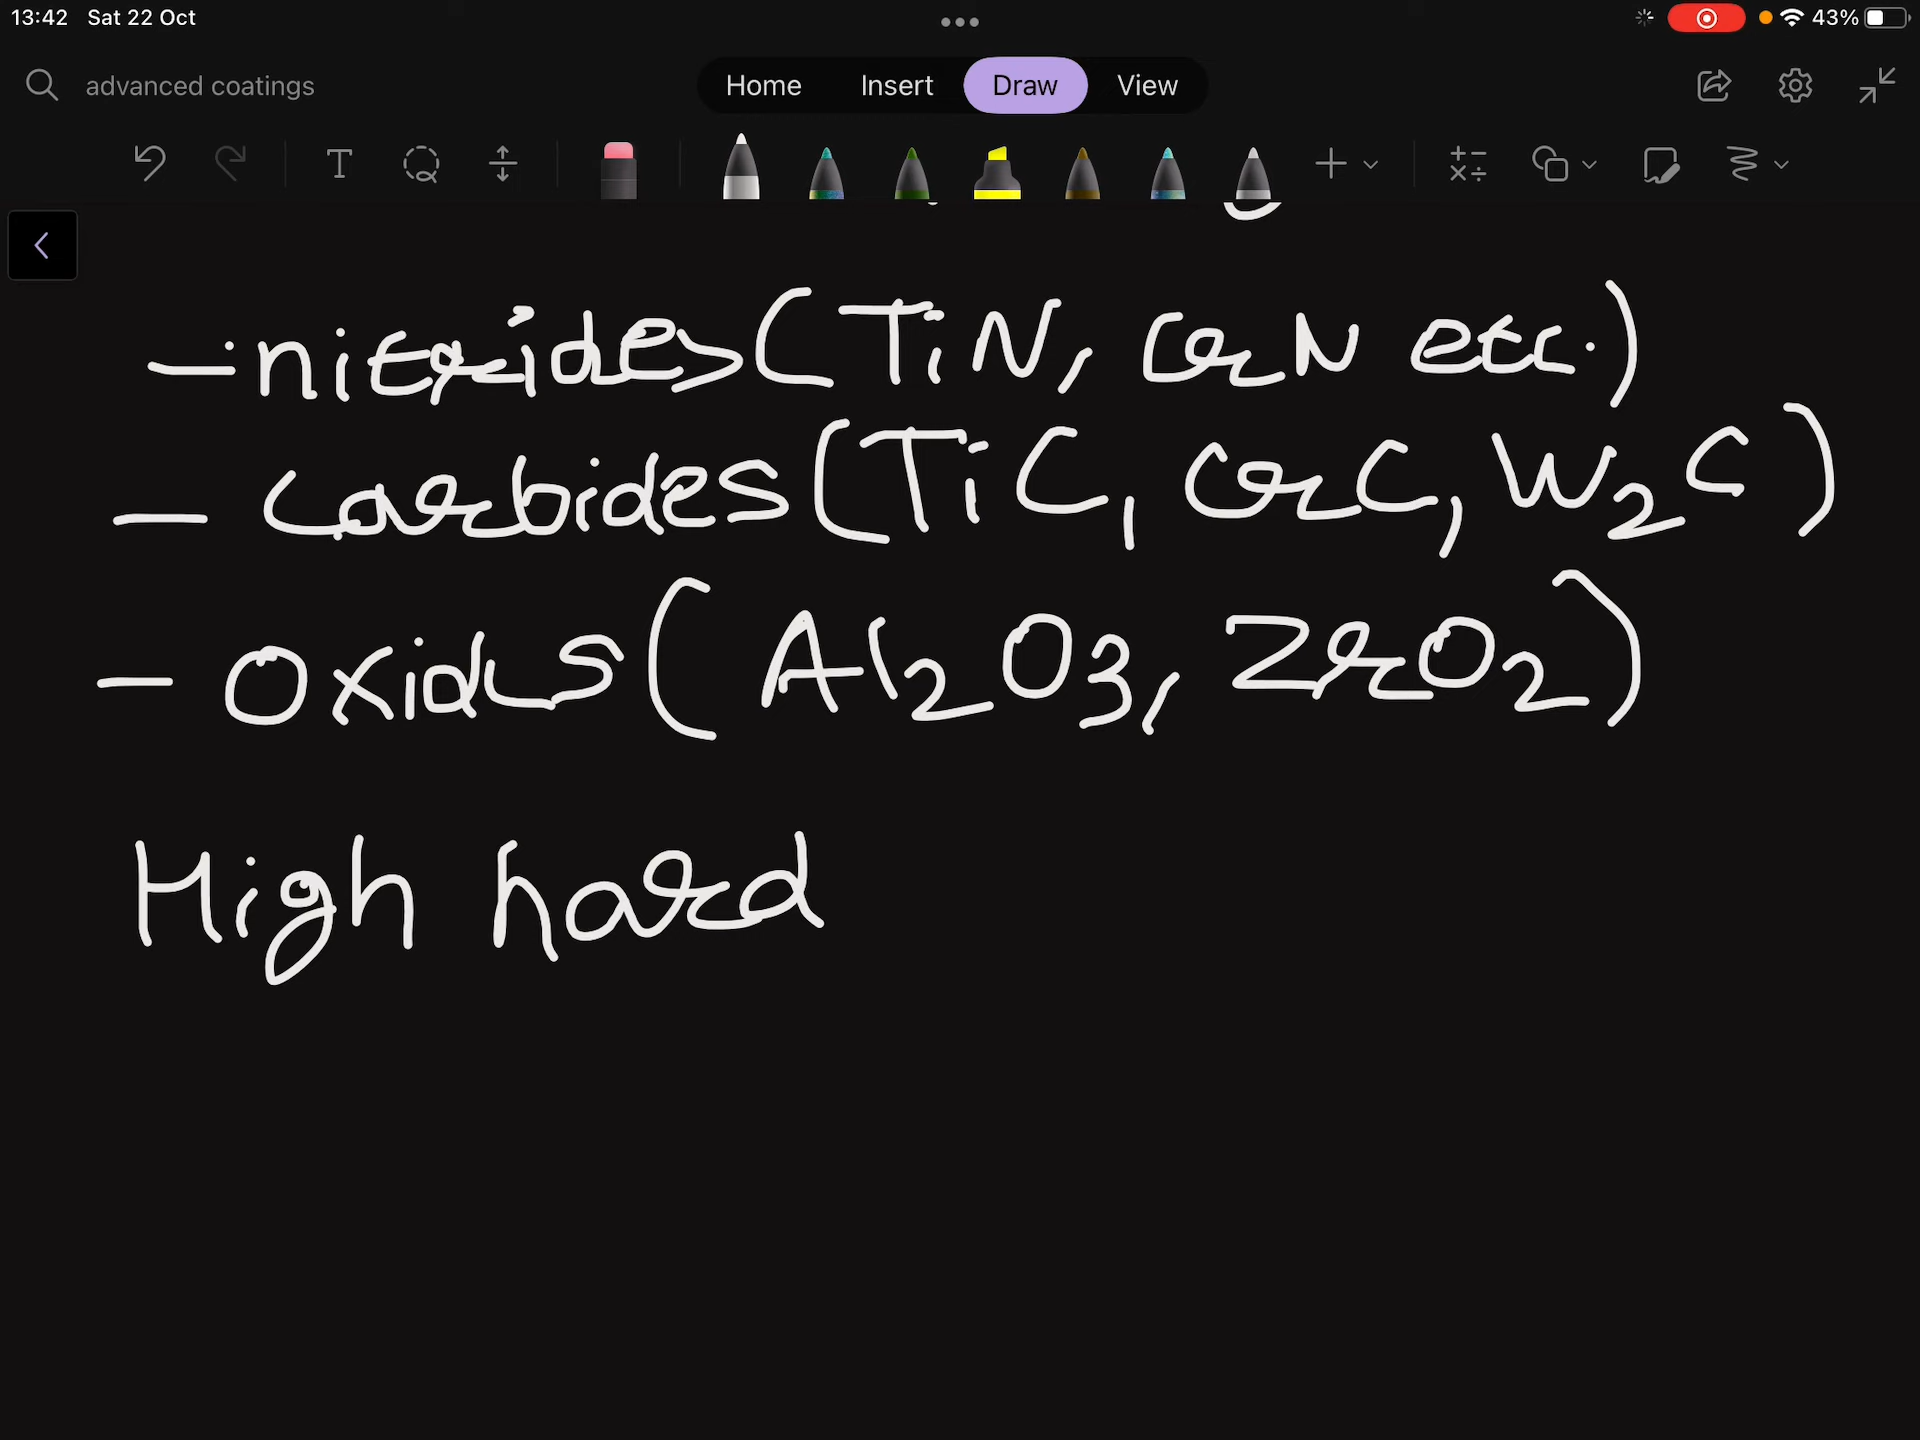 13:42 Sat 22 Oct 43%
advanced coatings Home Insert Draw View
T
- nitrides (TiN, CrN etc.)
- Carbides (TiC, CrC, W2C)
- Oxides (Al2O3, ZrO2)
High hard